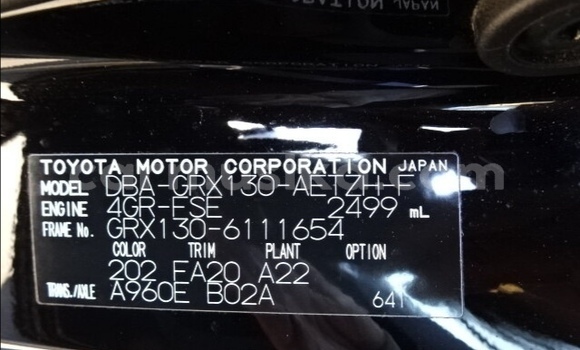 TOYOTA MOTOR CORPORATION JAPAN
MODEL DBA-GRX130-AETZH-F
ENGINE 4GR-FSE 2499 mL
FRAME No. GRX130-6111654
COLOR TRIM PLANT OPTION
202 FA20 A22
TRANS./AXLE A960E B02A 641